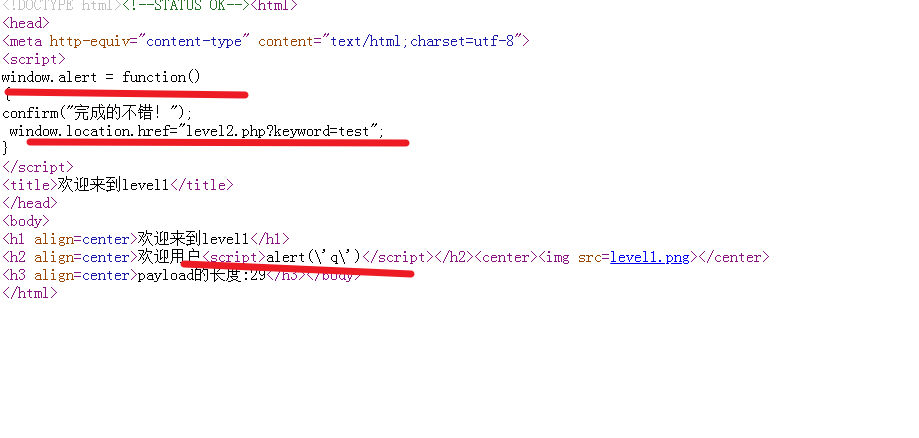 <!DOCTYPE html><!--STATUS OK--><html>
<head>
<meta http-equiv="content-type" content="text/html;charset=utf-8">
<script>
window.alert = function()
{
confirm("完成的不错！");
 window.location.href="level2.php?keyword=test";
}
</script>
<title>欢迎来到level1</title>
</head>
<body>
<h1 align=center>欢迎来到level1</h1>
<h2 align=center>欢迎用户<script>alert(\'q\')</script></h2><center><img src=level1.png></center>
<h3 align=center>payload的长度:29</h3></body>
</html>